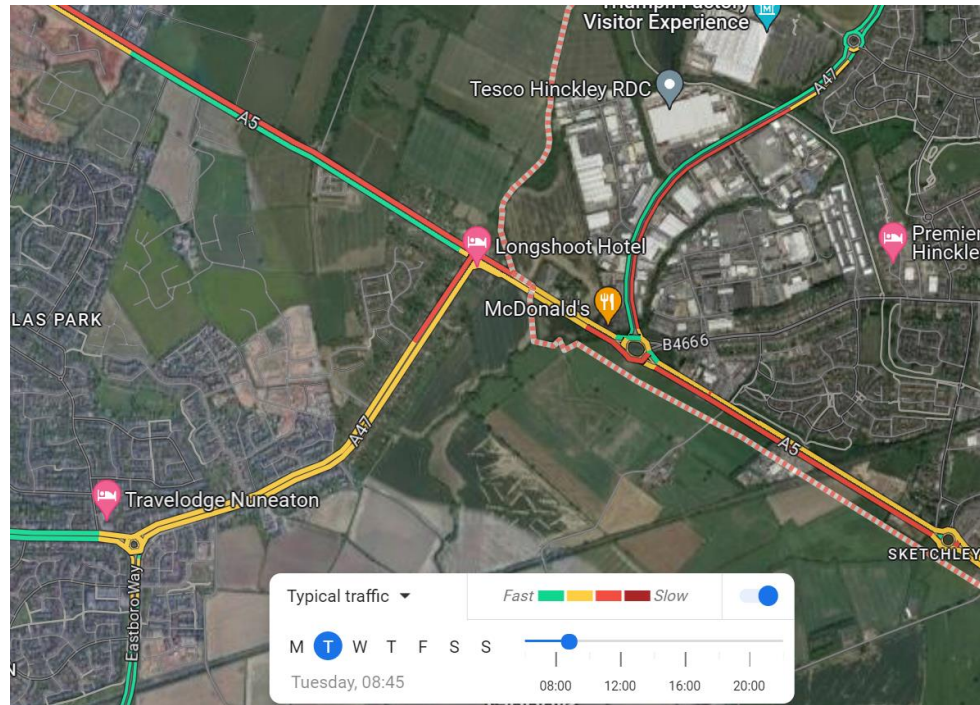 Triumph Factory
Visitor Experience
Tesco Hinckley RDC
A47
A5
Longshoot Hotel
Premier
Hinckle
McDonald's
B4666
LAS PARK
A47
A5
Travelodge Nuneaton
SKETCHLEY
Eastboro Way
N
Typical traffic
Fast
Slow
M T W T F S S
Tuesday, 08:45
08:00 12:00 16:00 20:00